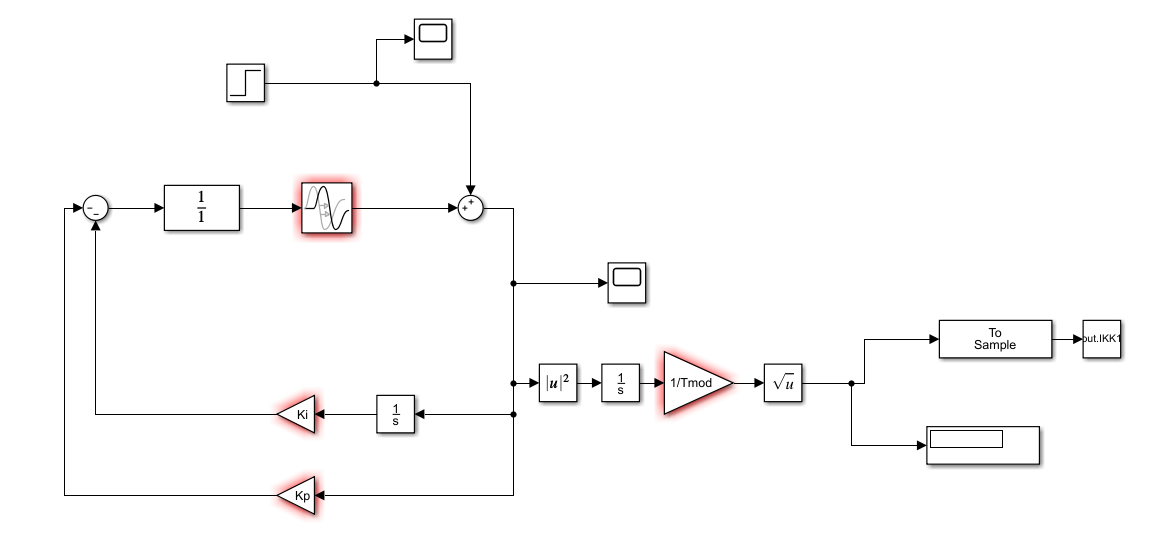 +
+
−
−
1
1
To
Sample
out.IKK1
|u|²
1
s
1/Tmod
√u
Ki
1
s
Kp